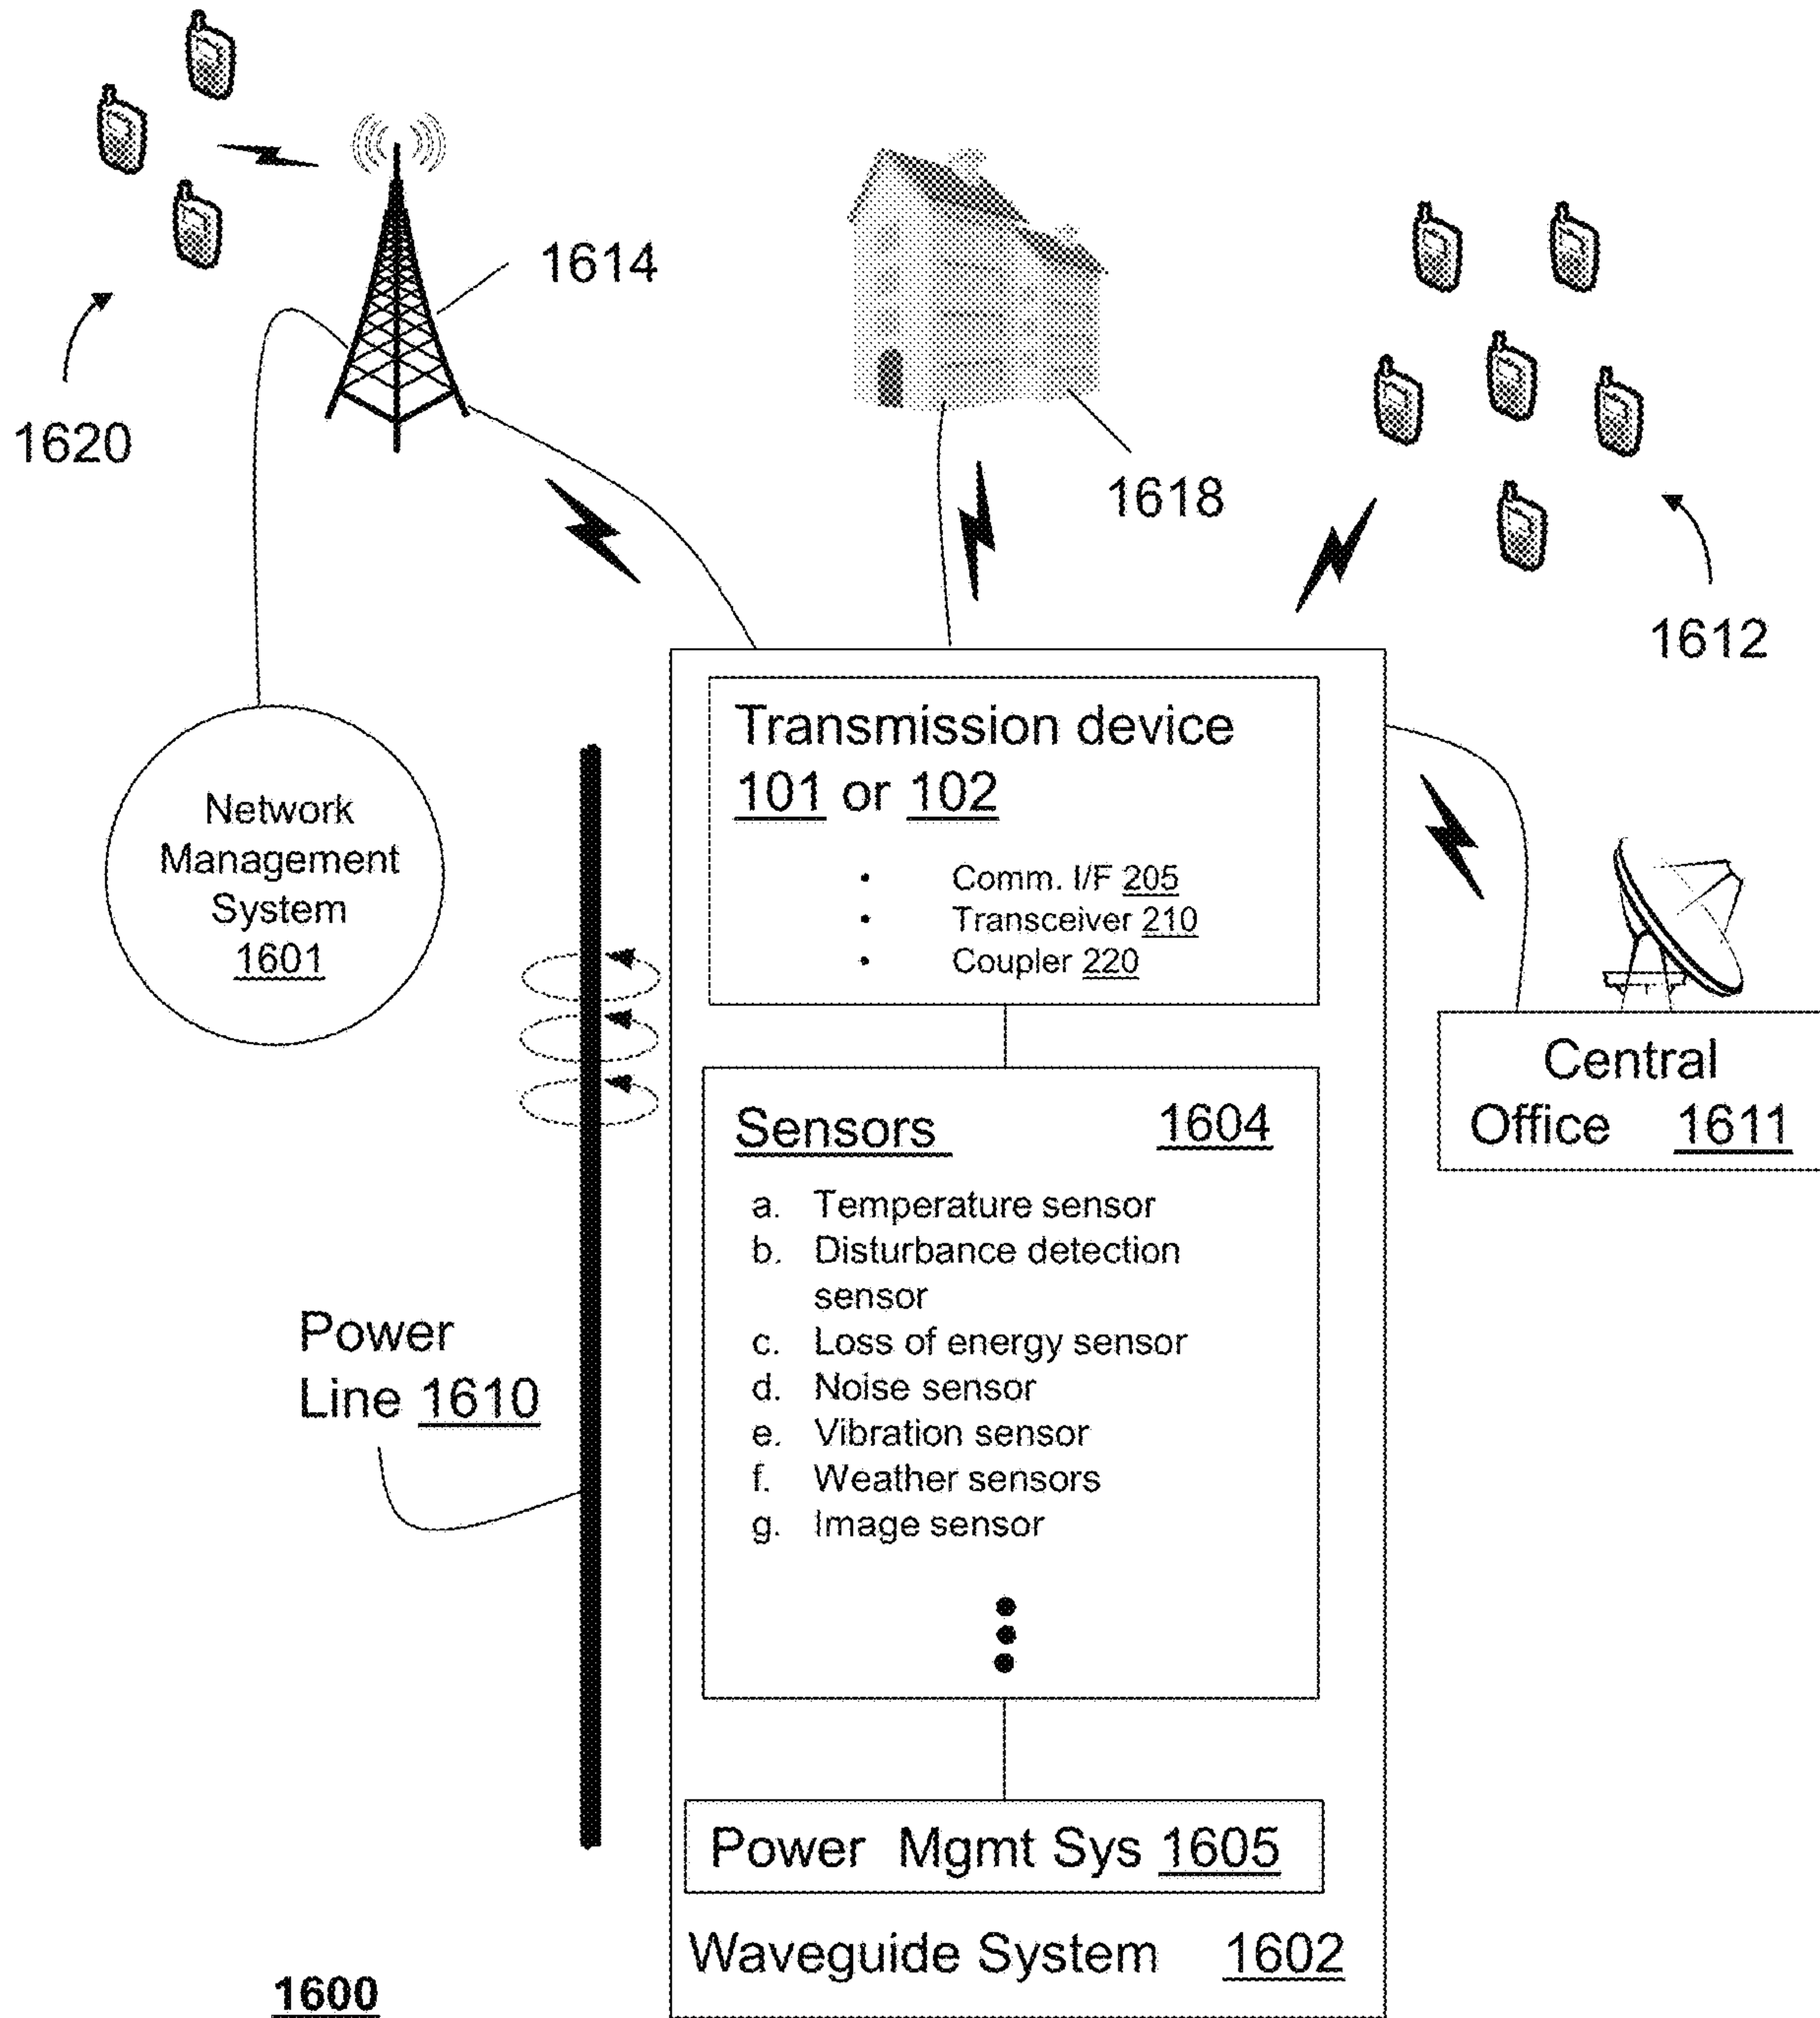 1614
1620
1618
1612
Transmission device
101 or 102
• Comm. I/F 205
• Transceiver 210
• Coupler 220
Network
Management
System
1601
Central
Office 1611
Sensors 1604
a. Temperature sensor
b. Disturbance detection
sensor
c. Loss of energy sensor
d. Noise sensor
e. Vibration sensor
f. Weather sensors
g. Image sensor
Power
Line 1610
Power Mgmt Sys 1605
Waveguide System 1602
1600